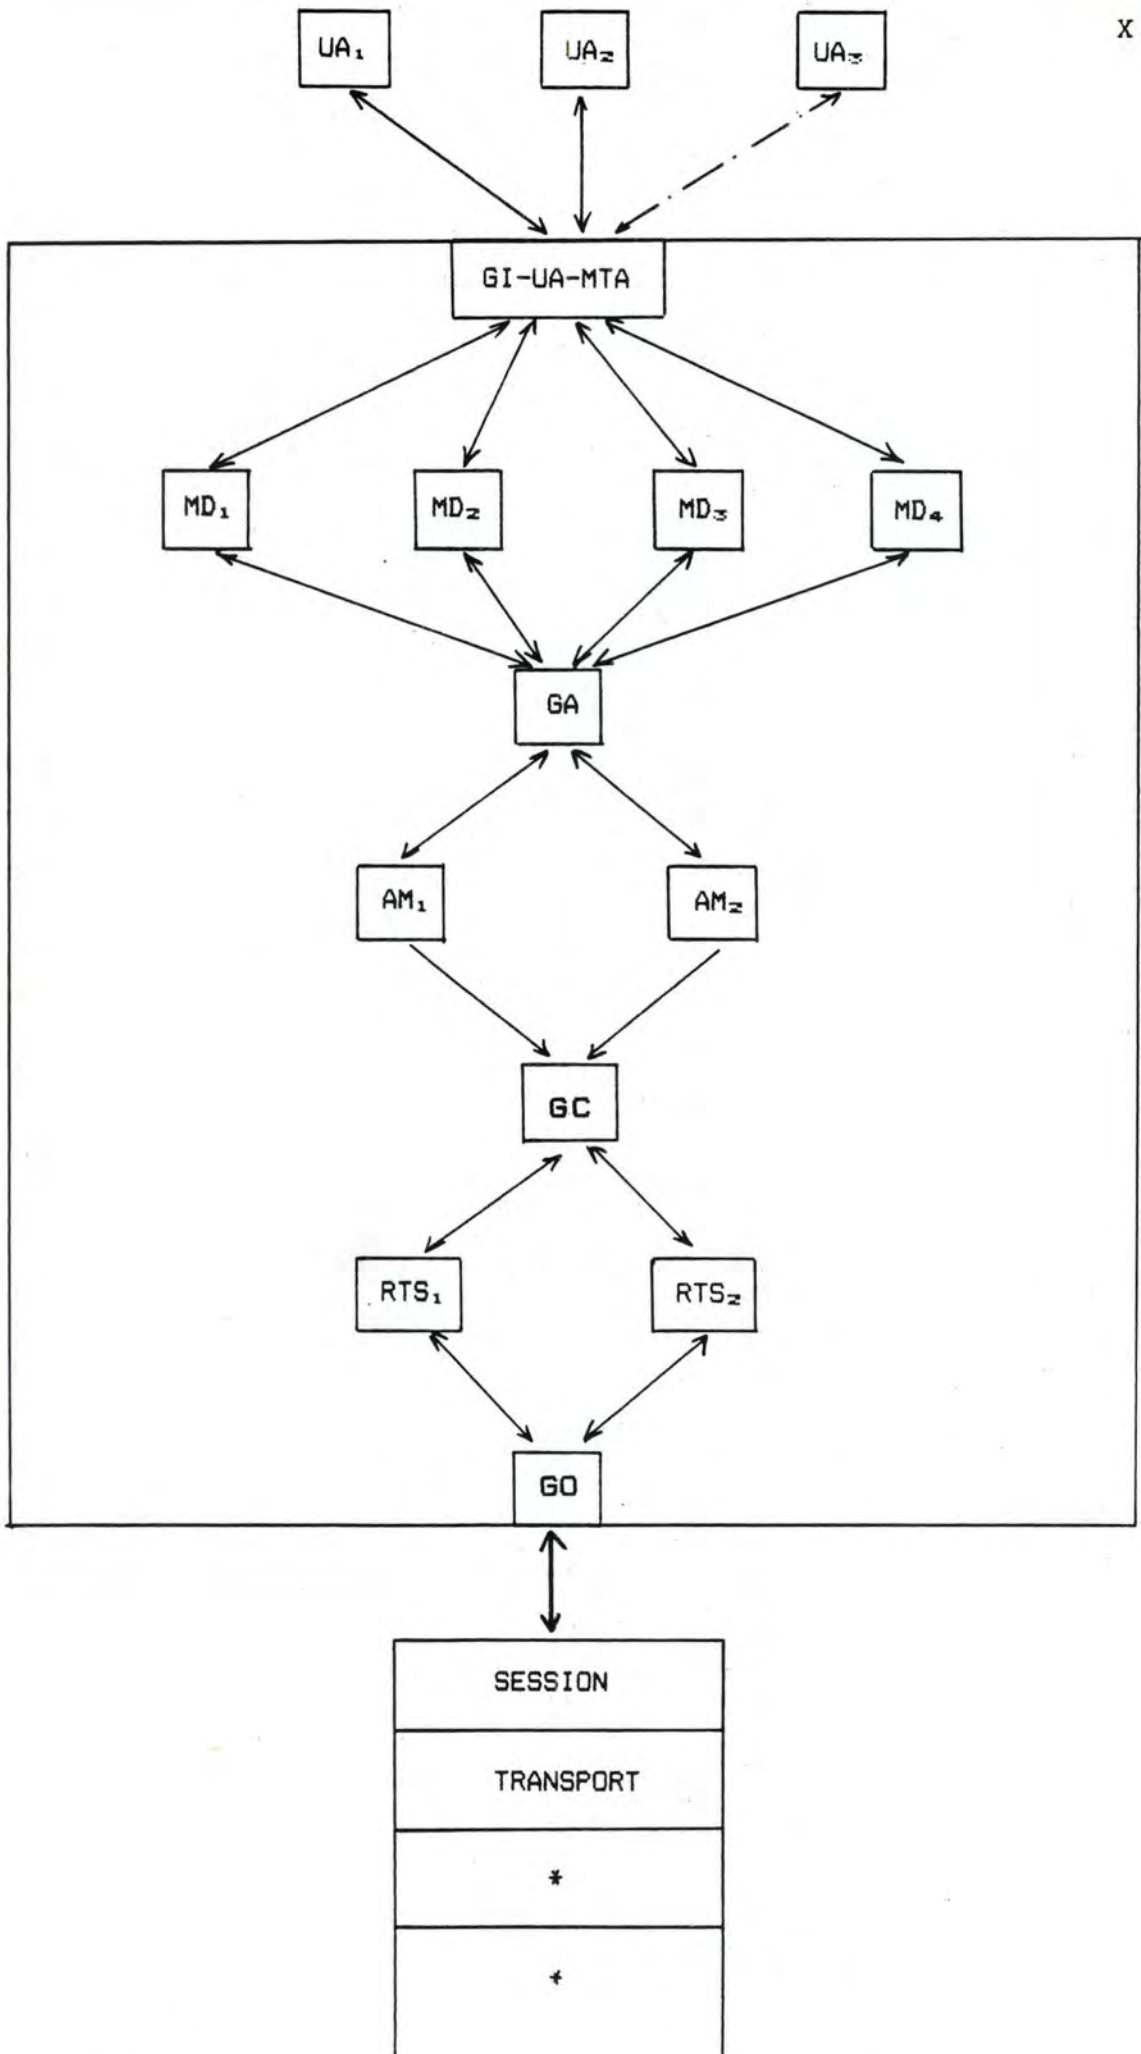 X
UA₁ UA₂ UA₃
GI-UA-MTA
MD₁ MD₂ MD₃ MD₄
GA
AM₁ AM₂
GC
RTS₁ RTS₂
GO
SESSION
TRANSPORT
*
*